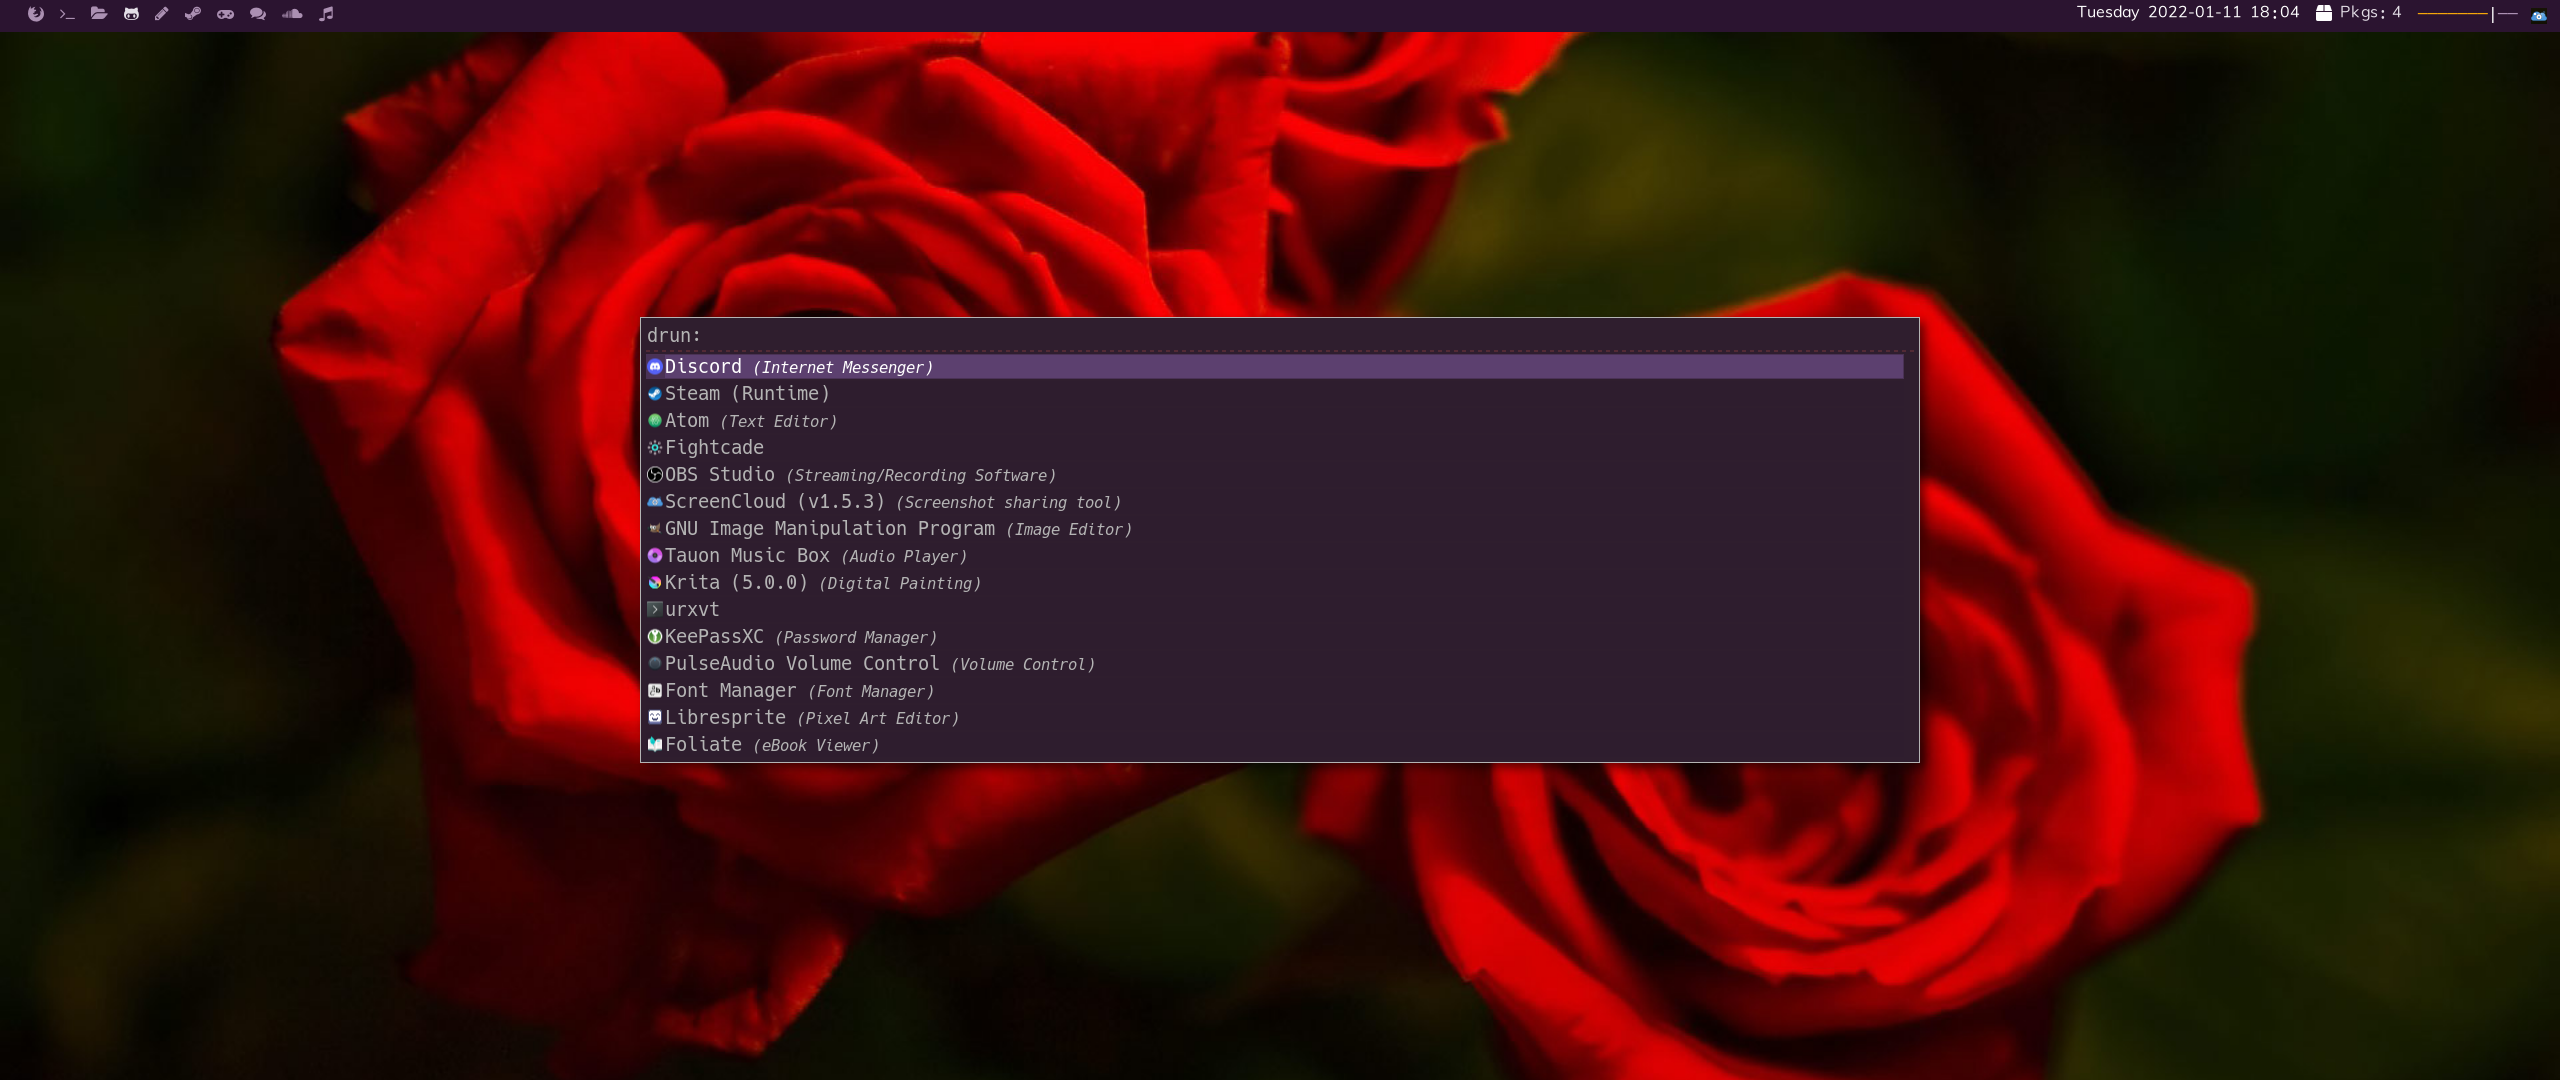 Tuesday 2022-01-11 18:04 Pkgs: 4
drun:
Discord (Internet Messenger)
Steam (Runtime)
Atom (Text Editor)
Fightcade
OBS Studio (Streaming/Recording Software)
ScreenCloud (v1.5.3) (Screenshot sharing tool)
GNU Image Manipulation Program (Image Editor)
Tauon Music Box (Audio Player)
Krita (5.0.0) (Digital Painting)
urxvt
KeePassXC (Password Manager)
PulseAudio Volume Control (Volume Control)
Font Manager (Font Manager)
Libresprite (Pixel Art Editor)
Foliate (eBook Viewer)